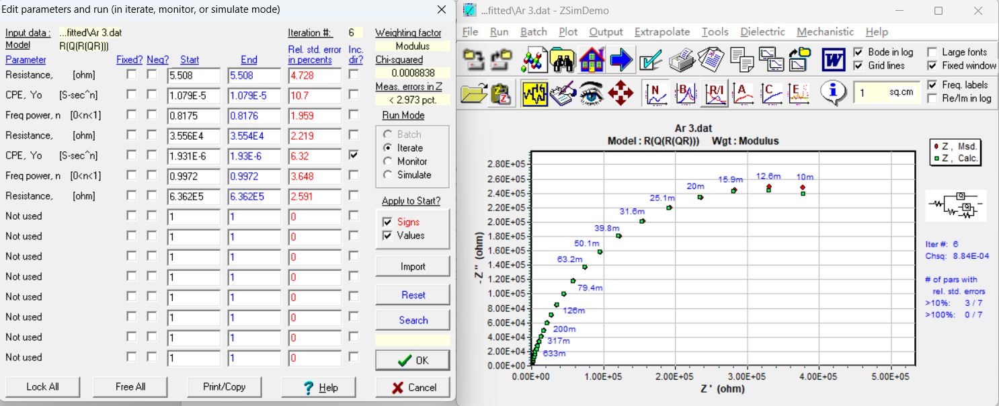 Edit parameters and run (in iterate, monitor, or simulate mode)
Input data : ...fitted\Ar 3.dat
Model R(Q(R(QR)))
Iteration #: 6
Parameter Fixed? Neg? Start End Rel. std. error in percents Inc. dir?
Resistance, [ohm] 5.508 5.508 4.728
CPE, Yo [S-sec^n] 1.079E-5 1.079E-5 10.7
Freq power, n [0<n<1] 0.8175 0.8176 1.959
Resistance, [ohm] 3.556E4 3.554E4 2.219
CPE, Yo [S-sec^n] 1.931E-6 1.93E-6 6.32
Freq power, n [0<n<1] 0.9972 0.9972 3.648
Resistance, [ohm] 6.362E5 6.362E5 2.591
Not used 1 1 0
Not used 1 1 0
Not used 1 1 0
Not used 1 1 0
Not used 1 1 0
Not used 1 1 0
Not used 1 1 0
Not used 1 1 0
Lock All Free All Print/Copy Help
Weighting factor
Modulus
Chi-squared
0.0008838
Meas. errors in Z
< 2.973 pct.
Run Mode
Batch
Iterate
Monitor
Simulate
Apply to Start?
Signs
Values
Import
Reset
Search
OK
Cancel
...fitted\Ar 3.dat - ZSimDemo
File Run Batch Plot Output Extrapolate Tools Dielectric Mechanistic Help
Bode in log Large fonts
Grid lines Fixed window
N B R/I A C E
1 sq.cm
Freq. labels
Re/Im in log
Ar 3.dat
Model : R(Q(R(QR))) Wgt : Modulus
Z , Msd.
Z , Calc.
- Z '' (ohm)
2.80E+05
2.60E+05
2.40E+05
2.20E+05
2.00E+05
1.80E+05
1.60E+05
1.40E+05
1.20E+05
1.00E+05
8.00E+04
6.00E+04
4.00E+04
2.00E+04
0.00E+00
10m
12.6m
15.9m
20m
25.1m
31.6m
39.8m
50.1m
63.2m
79.4m
126m
200m
317m
633m
0.00E+00 1.00E+05 2.00E+05 3.00E+05 4.00E+05 5.00E+05
Z ' (ohm)
Iter #: 6
Chsq: 8.84E-04
# of pars with
rel. std. errors
>10%: 3 / 7
>100%: 0 / 7